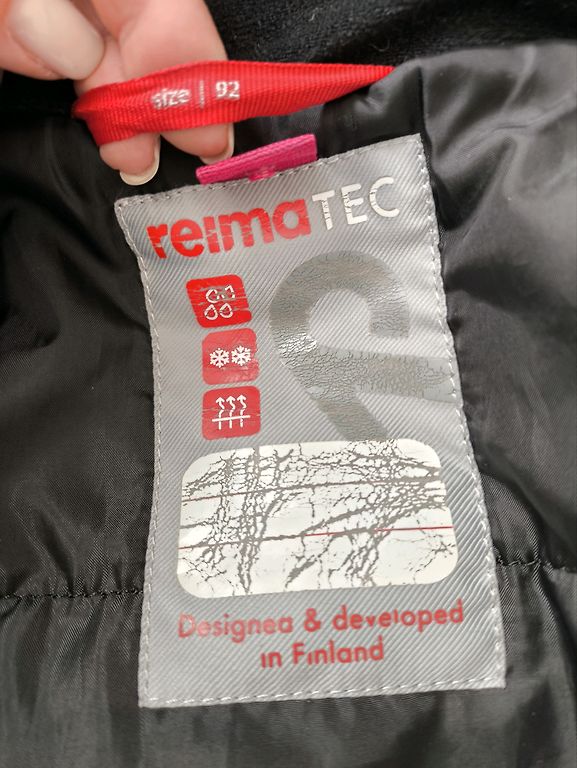 size 92
reima TEC
Designed & developed
in Finland